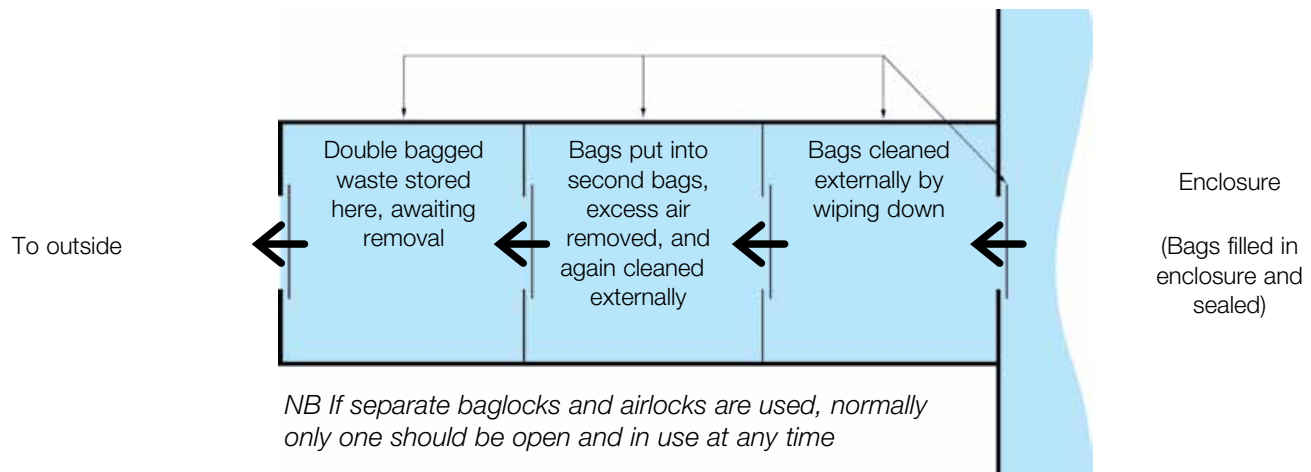 To outside
Double bagged
waste stored
here, awaiting
removal
Bags put into
second bags,
excess air
removed, and
again cleaned
externally
Bags cleaned
externally by
wiping down
Enclosure
(Bags filled in
enclosure and
sealed)
NB If separate baglocks and airlocks are used, normally
only one should be open and in use at any time